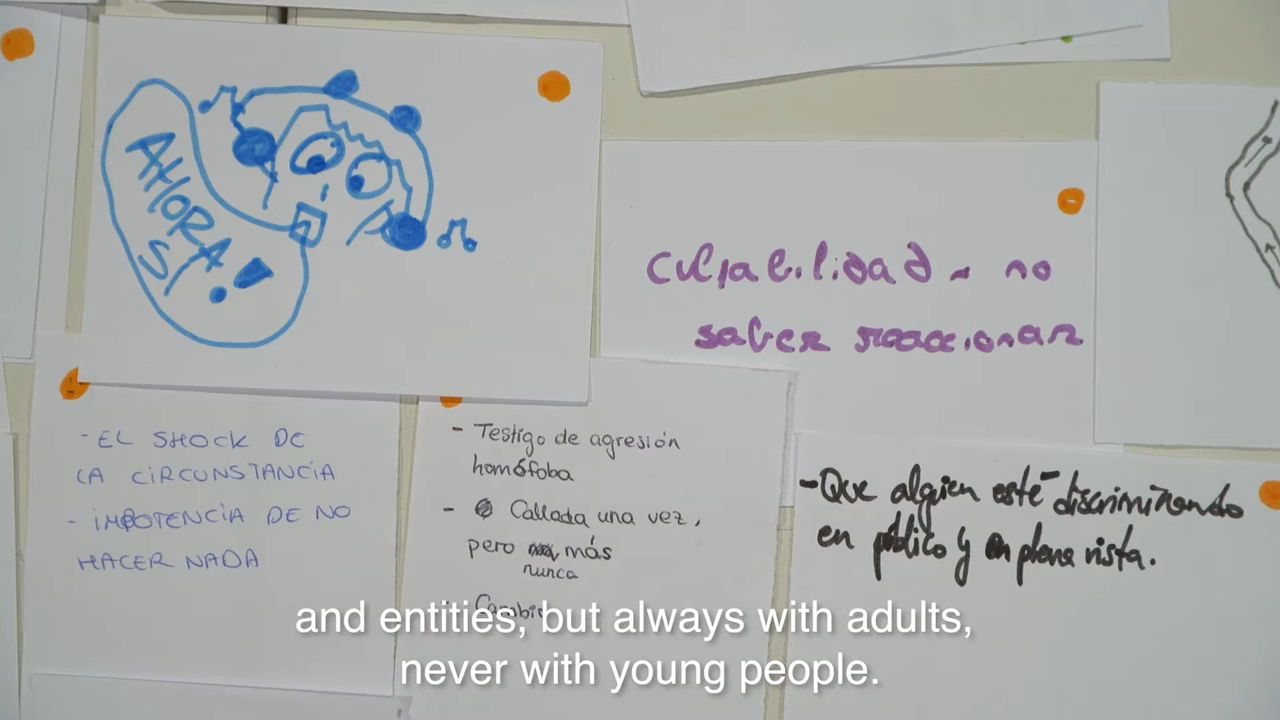 AHORA
SÍ!
culpabilidad - no
saber reaccionar
- EL SHOCK DE
LA CIRCUNSTANCIA
- IMPOTENCIA DE NO
HACER NADA
- Testigo de agresión
homófoba
- Callada una vez,
pero más
nunca
- Cambio
- Que alguien esté discriminando
en público y en plena vista.
and entities, but always with adults,
never with young people.